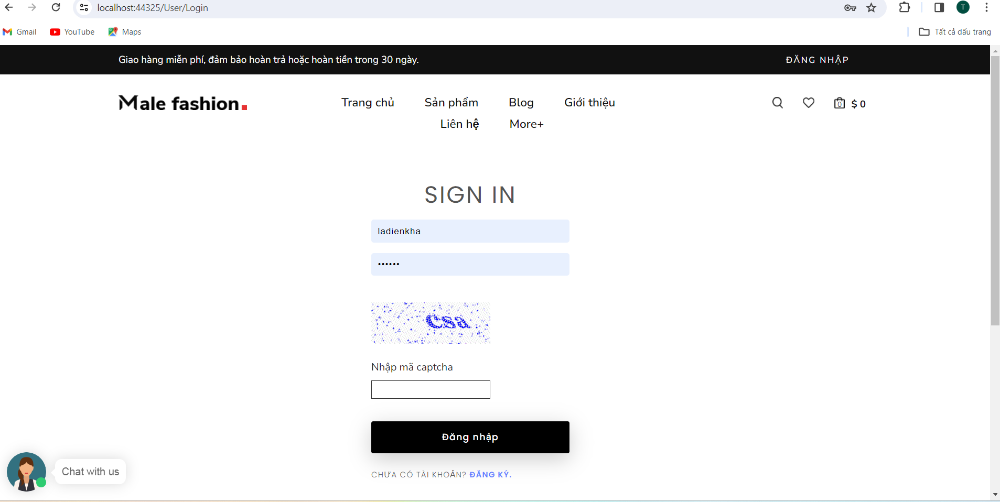 localhost:44325/User/Login
T
Gmail YouTube Maps Tất cả dấu trang
Giao hàng miễn phí, đảm bảo hoàn trả hoặc hoàn tiền trong 30 ngày. ĐĂNG NHẬP
Male fashion. Trang chủ Sản phẩm Blog Giới thiệu 0 $ 0
Liên hệ More+
SIGN IN
ladienkha
••••••
Nhập mã captcha
Đăng nhập
Chat with us
CHƯA CÓ TÀI KHOẢN? ĐĂNG KÝ.